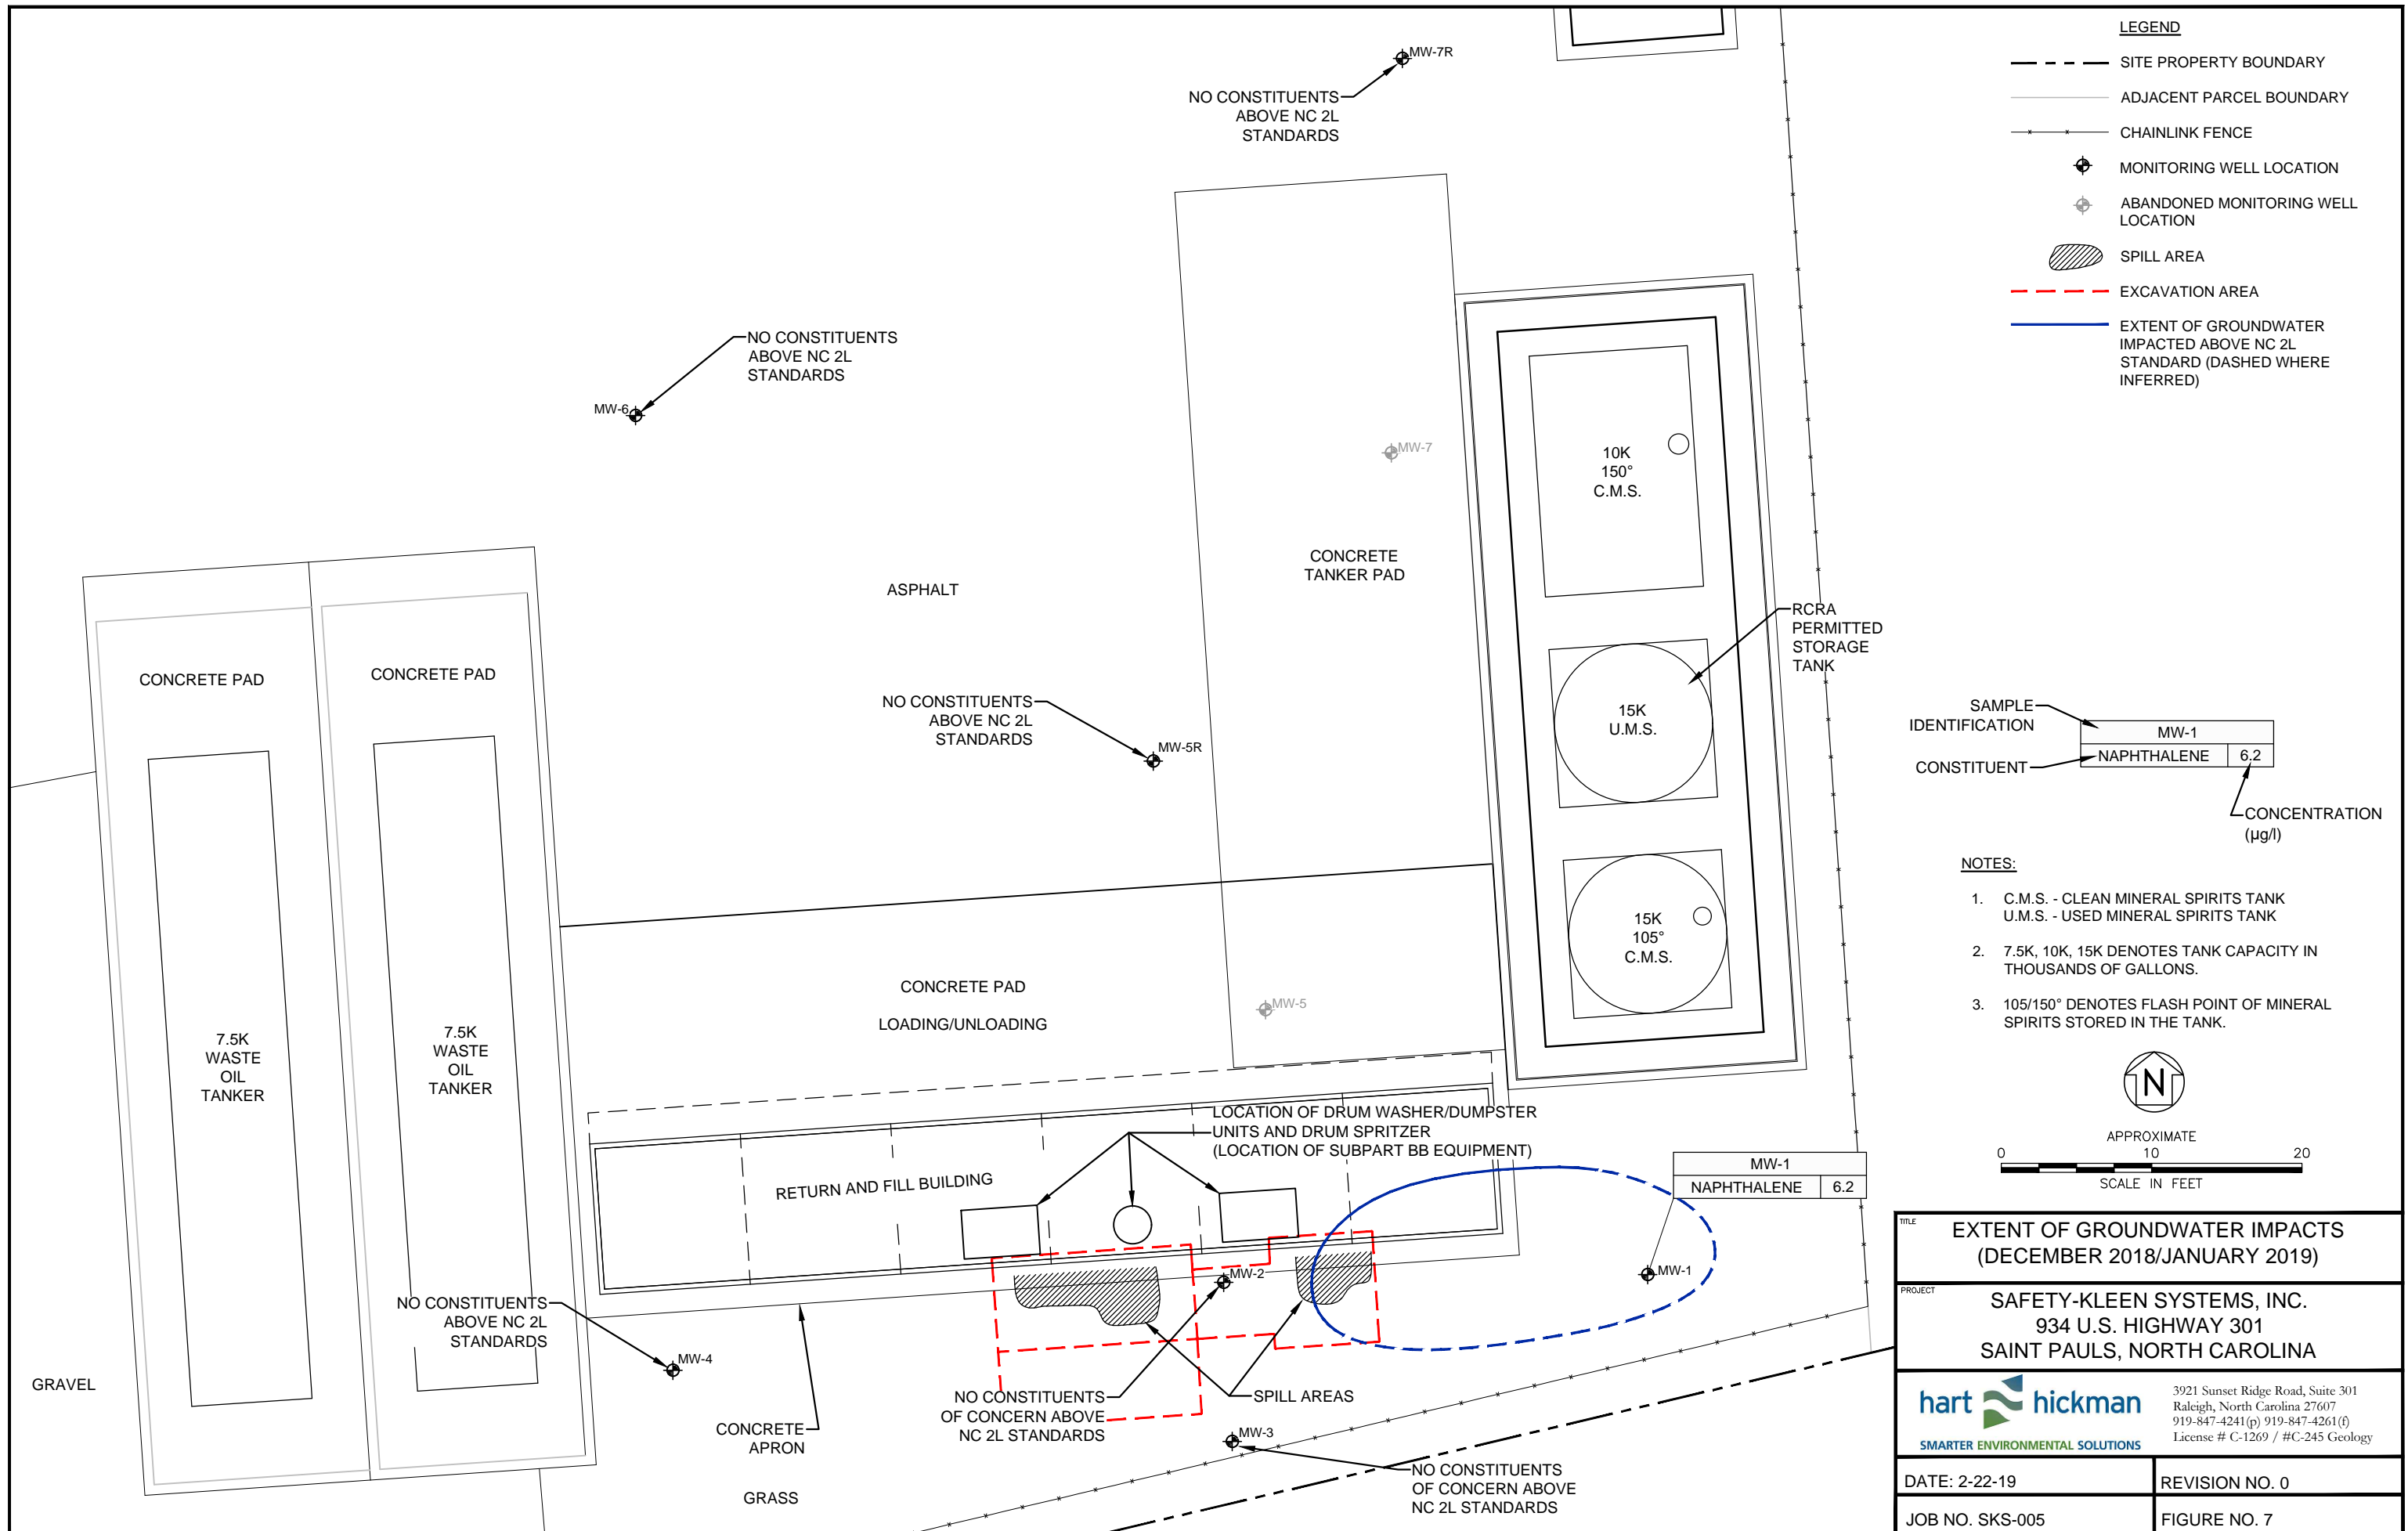 MW-7R
NO CONSTITUENTS
ABOVE NC 2L
STANDARDS
NO CONSTITUENTS
ABOVE NC 2L
STANDARDS
MW-6
MW-7
10K
150°
C.M.S.
CONCRETE
TANKER PAD
ASPHALT
RCRA
PERMITTED
STORAGE
TANK
CONCRETE PAD
CONCRETE PAD
NO CONSTITUENTS
ABOVE NC 2L
STANDARDS
MW-5R
15K
U.M.S.
15K
105°
C.M.S.
CONCRETE PAD
LOADING/UNLOADING
MW-5
7.5K
WASTE
OIL
TANKER
7.5K
WASTE
OIL
TANKER
LOCATION OF DRUM WASHER/DUMPSTER
UNITS AND DRUM SPRITZER
(LOCATION OF SUBPART BB EQUIPMENT)
RETURN AND FILL BUILDING
MW-1
NAPHTHALENE 6.2
MW-2
MW-1
NO CONSTITUENTS
ABOVE NC 2L
STANDARDS
MW-4
GRAVEL
NO CONSTITUENTS
OF CONCERN ABOVE
NC 2L STANDARDS
SPILL AREAS
CONCRETE
APRON
MW-3
GRASS
NO CONSTITUENTS
OF CONCERN ABOVE
NC 2L STANDARDS
LEGEND
SITE PROPERTY BOUNDARY
ADJACENT PARCEL BOUNDARY
CHAINLINK FENCE
MONITORING WELL LOCATION
ABANDONED MONITORING WELL
LOCATION
SPILL AREA
EXCAVATION AREA
EXTENT OF GROUNDWATER
IMPACTED ABOVE NC 2L
STANDARD (DASHED WHERE
INFERRED)
SAMPLE
IDENTIFICATION
MW-1
NAPHTHALENE 6.2
CONSTITUENT
CONCENTRATION
(µg/l)
NOTES:
1. C.M.S. - CLEAN MINERAL SPIRITS TANK
U.M.S. - USED MINERAL SPIRITS TANK
2. 7.5K, 10K, 15K DENOTES TANK CAPACITY IN
THOUSANDS OF GALLONS.
3. 105/150° DENOTES FLASH POINT OF MINERAL
SPIRITS STORED IN THE TANK.
N
APPROXIMATE
0 10 20
SCALE IN FEET
TITLE
EXTENT OF GROUNDWATER IMPACTS
(DECEMBER 2018/JANUARY 2019)
PROJECT
SAFETY-KLEEN SYSTEMS, INC.
934 U.S. HIGHWAY 301
SAINT PAULS, NORTH CAROLINA
hart hickman
SMARTER ENVIRONMENTAL SOLUTIONS
3921 Sunset Ridge Road, Suite 301
Raleigh, North Carolina 27607
919-847-4241(p) 919-847-4261(f)
License # C-1269 / #C-245 Geology
DATE: 2-22-19
REVISION NO. 0
JOB NO. SKS-005
FIGURE NO. 7